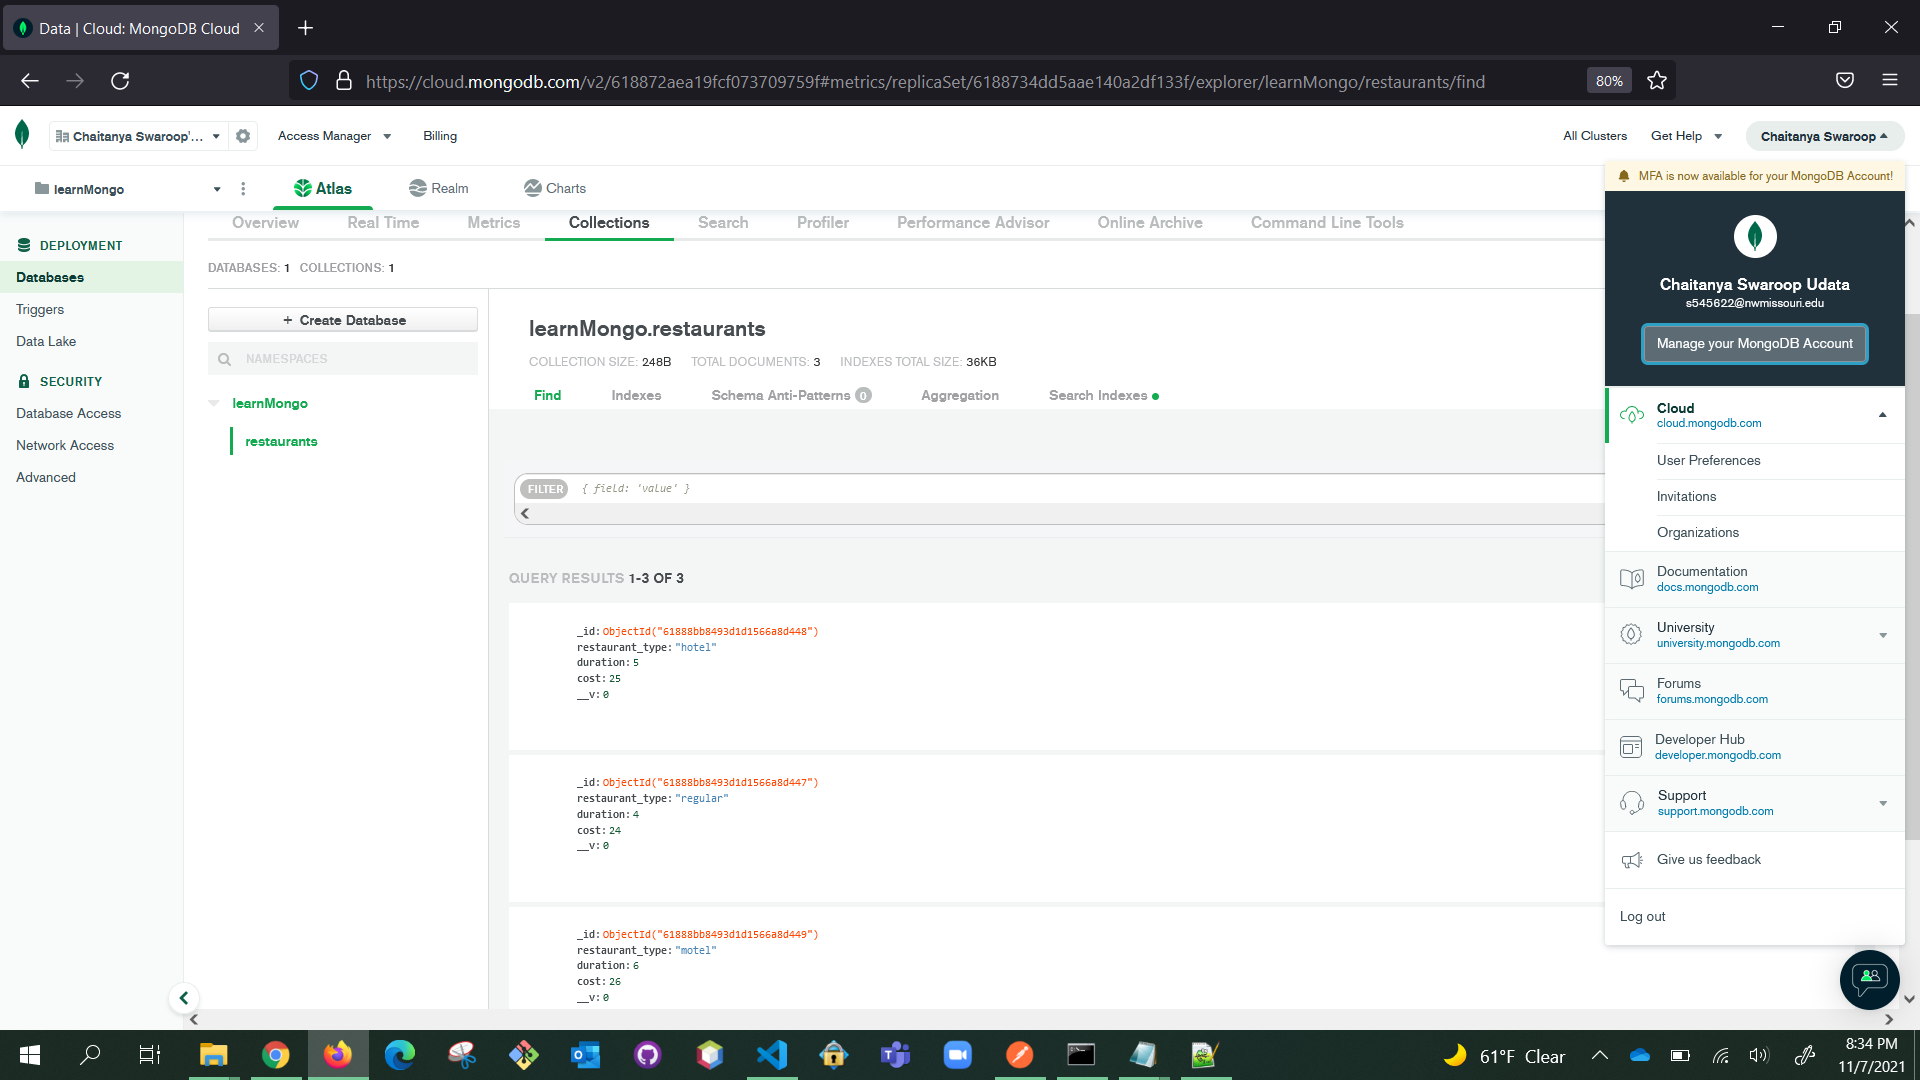 Data | Cloud: MongoDB Cloud
https://cloud.mongodb.com/v2/618872aea19fcf073709759f#metrics/replicaSet/6188734dd5aae140a2df133f/explorer/learnMongo/restaurants/find
80%
Chaitanya Swaroop'...
Access Manager
Billing
All Clusters
Get Help
Chaitanya Swaroop
learnMongo
Atlas
Realm
Charts
MFA is now available for your MongoDB Account!
Chaitanya Swaroop Udata
s545622@nwmissouri.edu
Manage your MongoDB Account
Cloud
cloud.mongodb.com
User Preferences
Invitations
Organizations
Documentation
docs.mongodb.com
University
university.mongodb.com
Forums
forums.mongodb.com
Developer Hub
developer.mongodb.com
Support
support.mongodb.com
Give us feedback
Log out
DEPLOYMENT
Databases
Triggers
Data Lake
SECURITY
Database Access
Network Access
Advanced
Overview
Real Time
Metrics
Collections
Search
Profiler
Performance Advisor
Online Archive
Command Line Tools
DATABASES: 1 COLLECTIONS: 1
+ Create Database
NAMESPACES
learnMongo
restaurants
learnMongo.restaurants
COLLECTION SIZE: 248B TOTAL DOCUMENTS: 3 INDEXES TOTAL SIZE: 36KB
Find
Indexes
Schema Anti-Patterns 0
Aggregation
Search Indexes
FILTER { field: 'value' }
QUERY RESULTS 1-3 OF 3
_id: ObjectId("61888bb8493d1d1566a8d448")
restaurant_type: "hotel"
duration: 5
cost: 25
__v: 0
_id: ObjectId("61888bb8493d1d1566a8d447")
restaurant_type: "regular"
duration: 4
cost: 24
__v: 0
_id: ObjectId("61888bb8493d1d1566a8d449")
restaurant_type: "motel"
duration: 6
cost: 26
__v: 0
61°F Clear
8:34 PM
11/7/2021